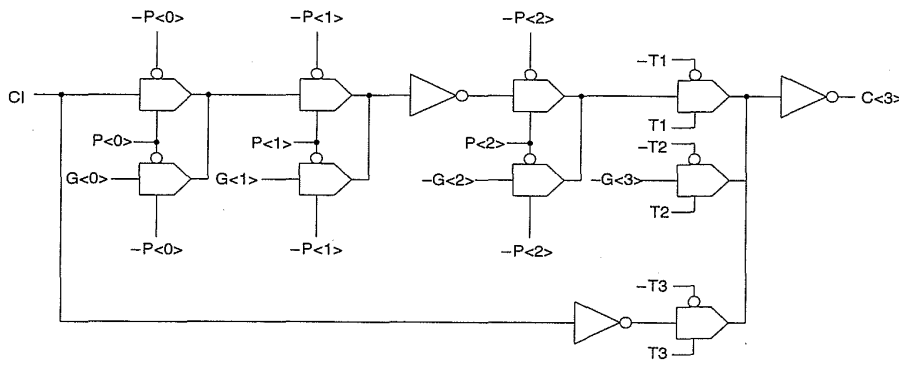 −P<0> −P<1> −P<2>
−T1
CI C<3>
T1
P<0> P<1> P<2> −T2
G<0> G<1> −G<2> −G<3>
T2
−P<0> −P<1> −P<2>
−T3
T3